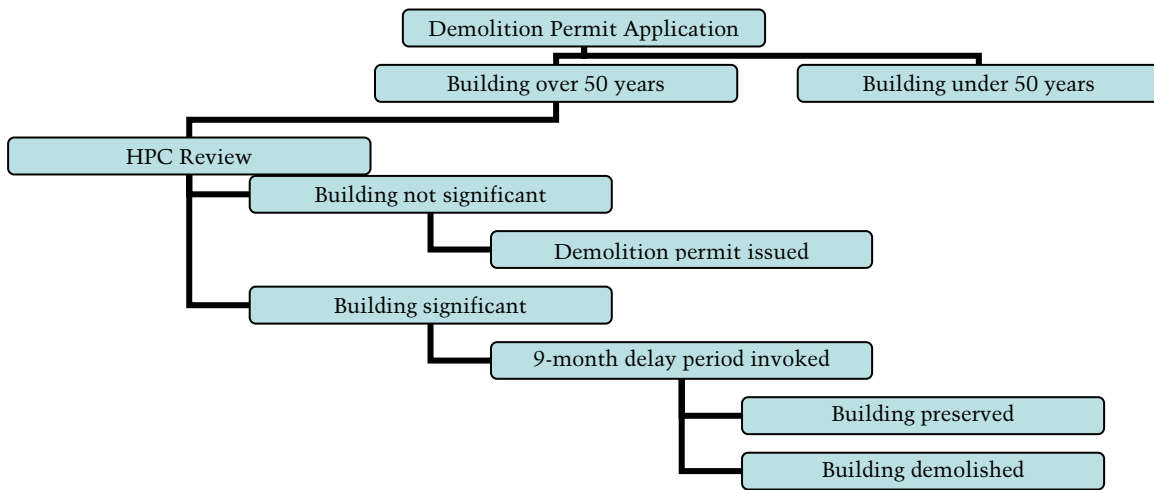 Demolition Permit Application
Building over 50 years
Building under 50 years
HPC Review
Building not significant
Demolition permit issued
Building significant
9-month delay period invoked
Building preserved
Building demolished